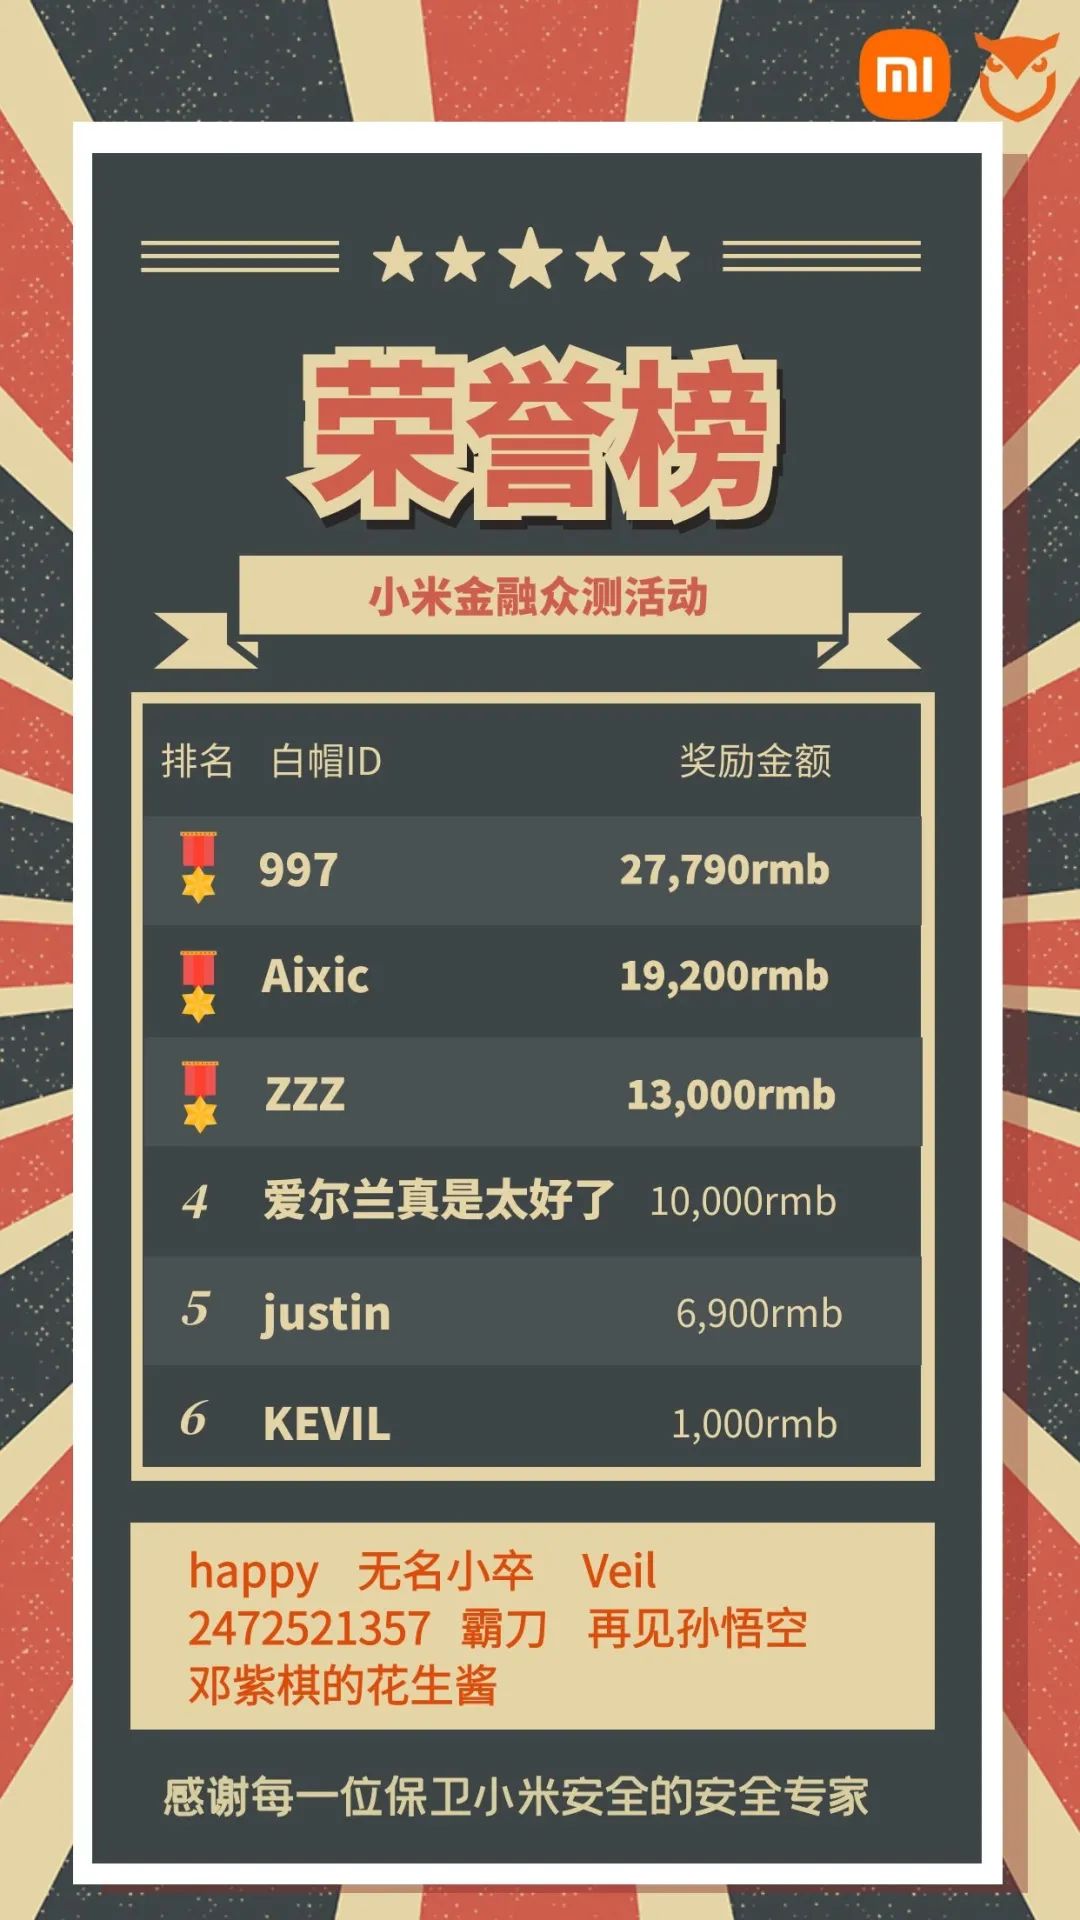 mi
荣誉榜
小米金融众测活动
排名 白帽ID 奖励金额
997 27,790rmb
Aixic 19,200rmb
ZZZ 13,000rmb
4 爱尔兰真是太好了 10,000rmb
5 justin 6,900rmb
6 KEVIL 1,000rmb
happy 无名小卒 Veil
2472521357 霸刀 再见孙悟空
邓紫棋的花生酱
感谢每一位保卫小米安全的安全专家